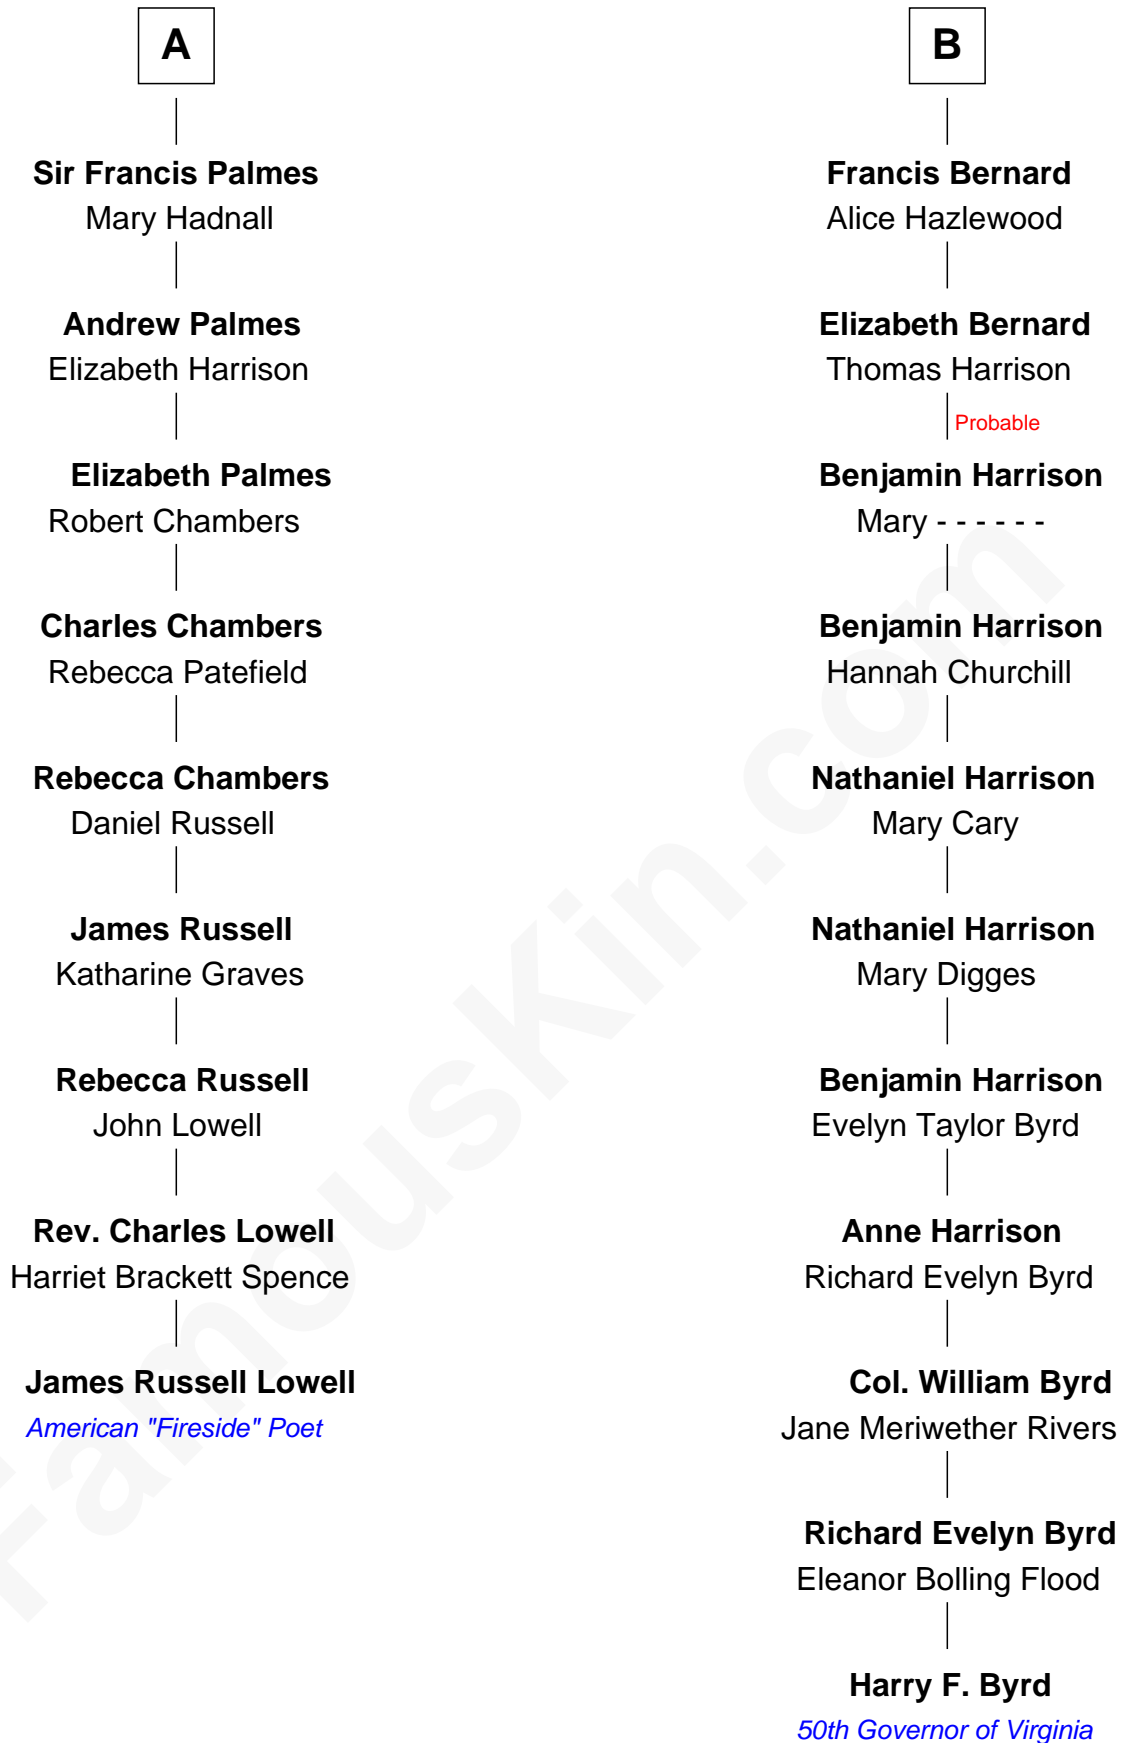 A
Sir Francis Palmes
Mary Hadnall
Andrew Palmes
Elizabeth Harrison
Elizabeth Palmes
Robert Chambers
Charles Chambers
Rebecca Patefield
Rebecca Chambers
Daniel Russell
James Russell
Katharine Graves
Rebecca Russell
John Lowell
Rev. Charles Lowell
Harriet Brackett Spence
James Russell Lowell
American "Fireside" Poet
B
Francis Bernard
Alice Hazlewood
Elizabeth Bernard
Thomas Harrison
Probable
Benjamin Harrison
Mary - - - - - -
Benjamin Harrison
Hannah Churchill
Nathaniel Harrison
Mary Cary
Nathaniel Harrison
Mary Digges
Benjamin Harrison
Evelyn Taylor Byrd
Anne Harrison
Richard Evelyn Byrd
Col. William Byrd
Jane Meriwether Rivers
Richard Evelyn Byrd
Eleanor Bolling Flood
Harry F. Byrd
50th Governor of Virginia
FamousKin.com